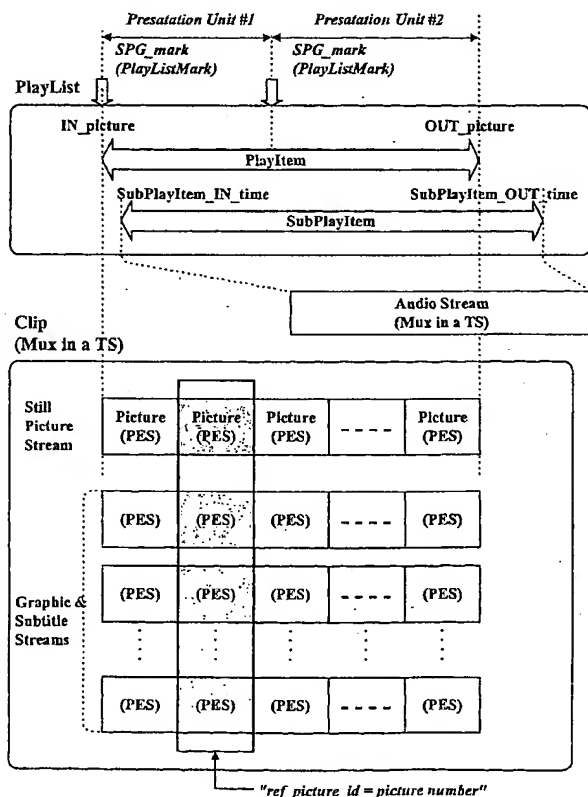 Presatation Unit #1 Presatation Unit #2
SPG_mark SPG_mark
(PlayListMark) (PlayListMark)
PlayList
IN_picture OUT_picture
PlayItem
SubPlayItem_IN_time SubPlayItem_OUT_time
SubPlayItem
Audio Stream
(Mux in a TS)
Clip
(Mux in a TS)
Still
Picture
Stream
Picture Picture Picture Picture
(PES) (PES) (PES) (PES)
(PES) (PES) (PES) (PES)
Graphic &
Subtitle
Streams
(PES) (PES) (PES) (PES)
(PES) (PES) (PES) (PES)
"ref_picture_id = picture number"